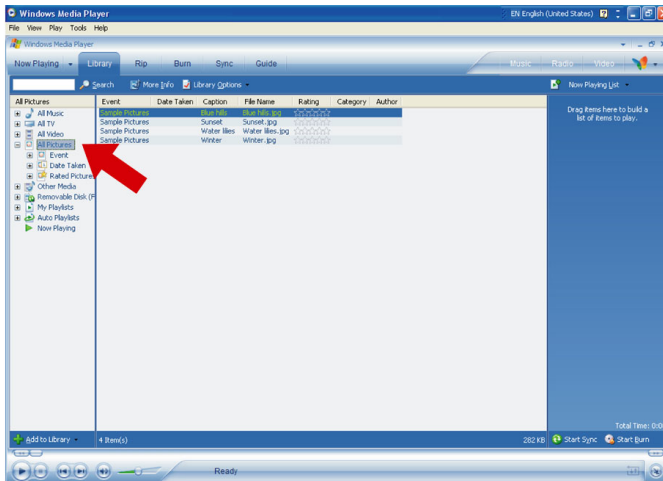 Windows Media Player
EN English (United States)
File View Play Tools Help
Windows Media Player
Now Playing Library Rip Burn Sync Guide Music Radio Video
Search More Info Library Options Now Playing List
All Pictures
All Music
All TV
All Video
All Pictures
Event
Date Taken
Rated Pictures
Other Media
Removable Disk (F
My Playlists
Auto Playlists
Now Playing
Event Date Taken Caption File Name Rating Category Author
Sample Pictures Blue hills Blue hills.jpg
Sample Pictures Sunset Sunset.jpg
Sample Pictures Water lilies Water lilies.jpg
Sample Pictures Winter Winter.jpg
Drag items here to build a
list of items to play.
Total Time: 0:0
Add to Library 4 Item(s) 282 KB Start Sync Start Burn
Ready